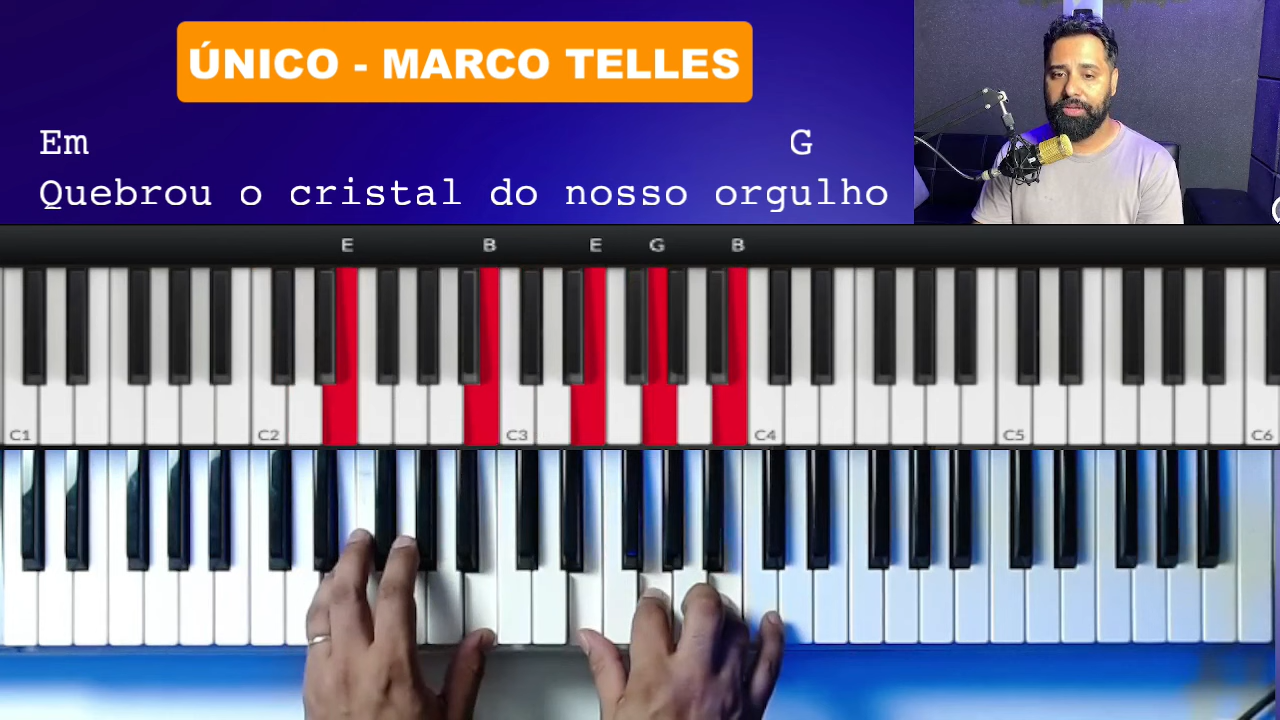 ÚNICO - MARCO TELLES
Em G
Quebrou o cristal do nosso orgulho
E B E G B
C1 C2 C3 C4 C5 C6